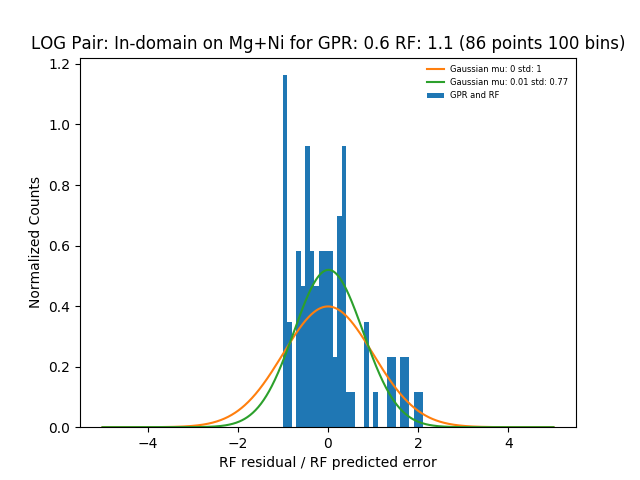 LOG Pair: In-domain on Mg+Ni for GPR: 0.6 RF: 1.1 (86 points 100 bins)
Gaussian mu: 0 std: 1
Gaussian mu: 0.01 std: 0.77
GPR and RF
1.2
1.0
0.8
0.6
0.4
0.2
0.0
Normalized Counts
−4 −2 0 2 4
RF residual / RF predicted error